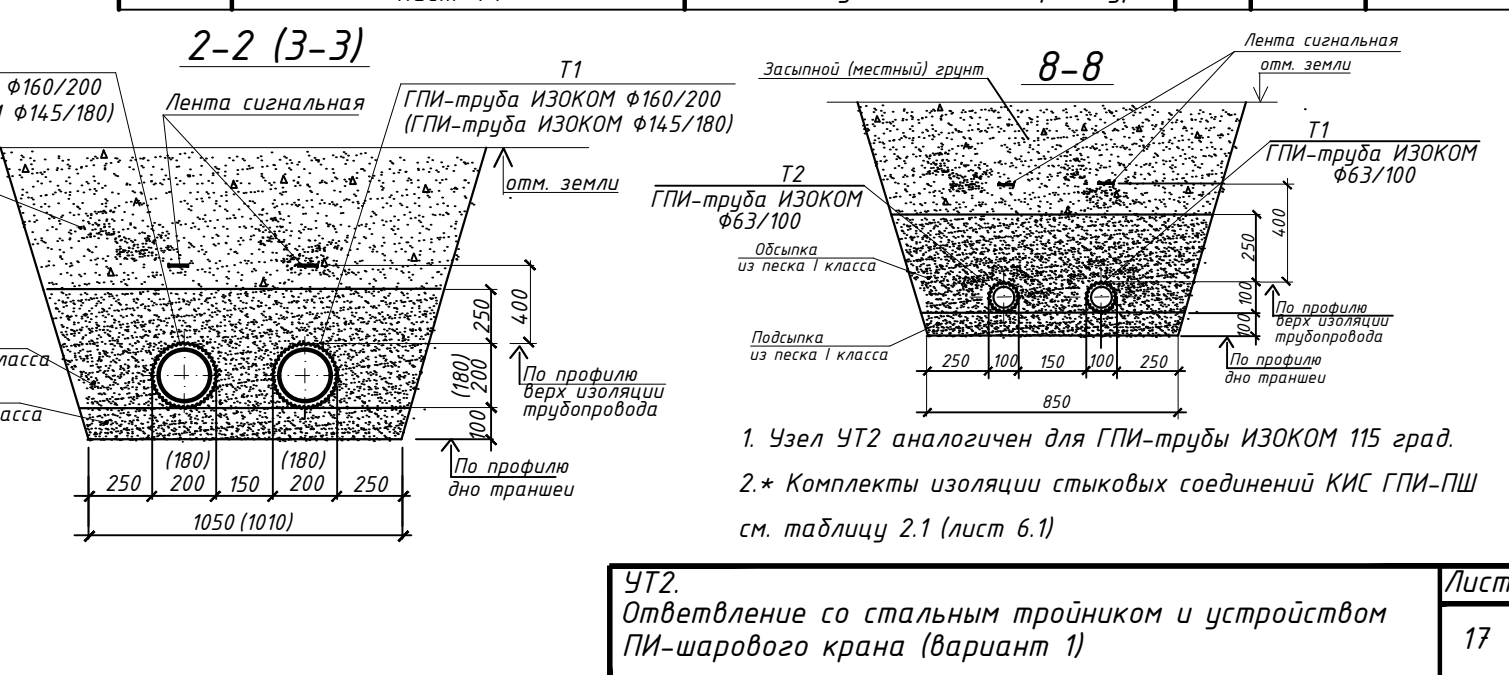 2-2 (3-3)
Ф160/200
Ф145/180)
Лента сигнальная
Т1
ГПИ-труба ИЗОКОМ Ф160/200
(ГПИ-труба ИЗОКОМ Ф145/180)
отм. земли
250
400
(180)
200
100
По профилю
верх изоляции
трубопровода
По профилю
дно траншеи
ласса
асса
(180)
(180)
250
200
150
200
250
1050 (1010)
8-8
Засыпной (местный) грунт
Лента сигнальная
отм. земли
Т1
ГПИ-труба ИЗОКОМ
Ф63/100
Т2
ГПИ-труба ИЗОКОМ
Ф63/100
Обсыпка
из песка I класса
Подсыпка
из песка I класса
400
250
100
100
По профилю
верх изоляции
трубопровода
По профилю
дно траншеи
250
100
150
100
250
850
1. Узел УТ2 аналогичен для ГПИ-трубы ИЗОКОМ 115 град.
2.* Комплекты изоляции стыковых соединений КИС ГПИ-ПШ
см. таблицу 2.1 (лист 6.1)
УТ2.
Ответвление со стальным тройником и устройством
ПИ-шарового крана (вариант 1)
Лист
17